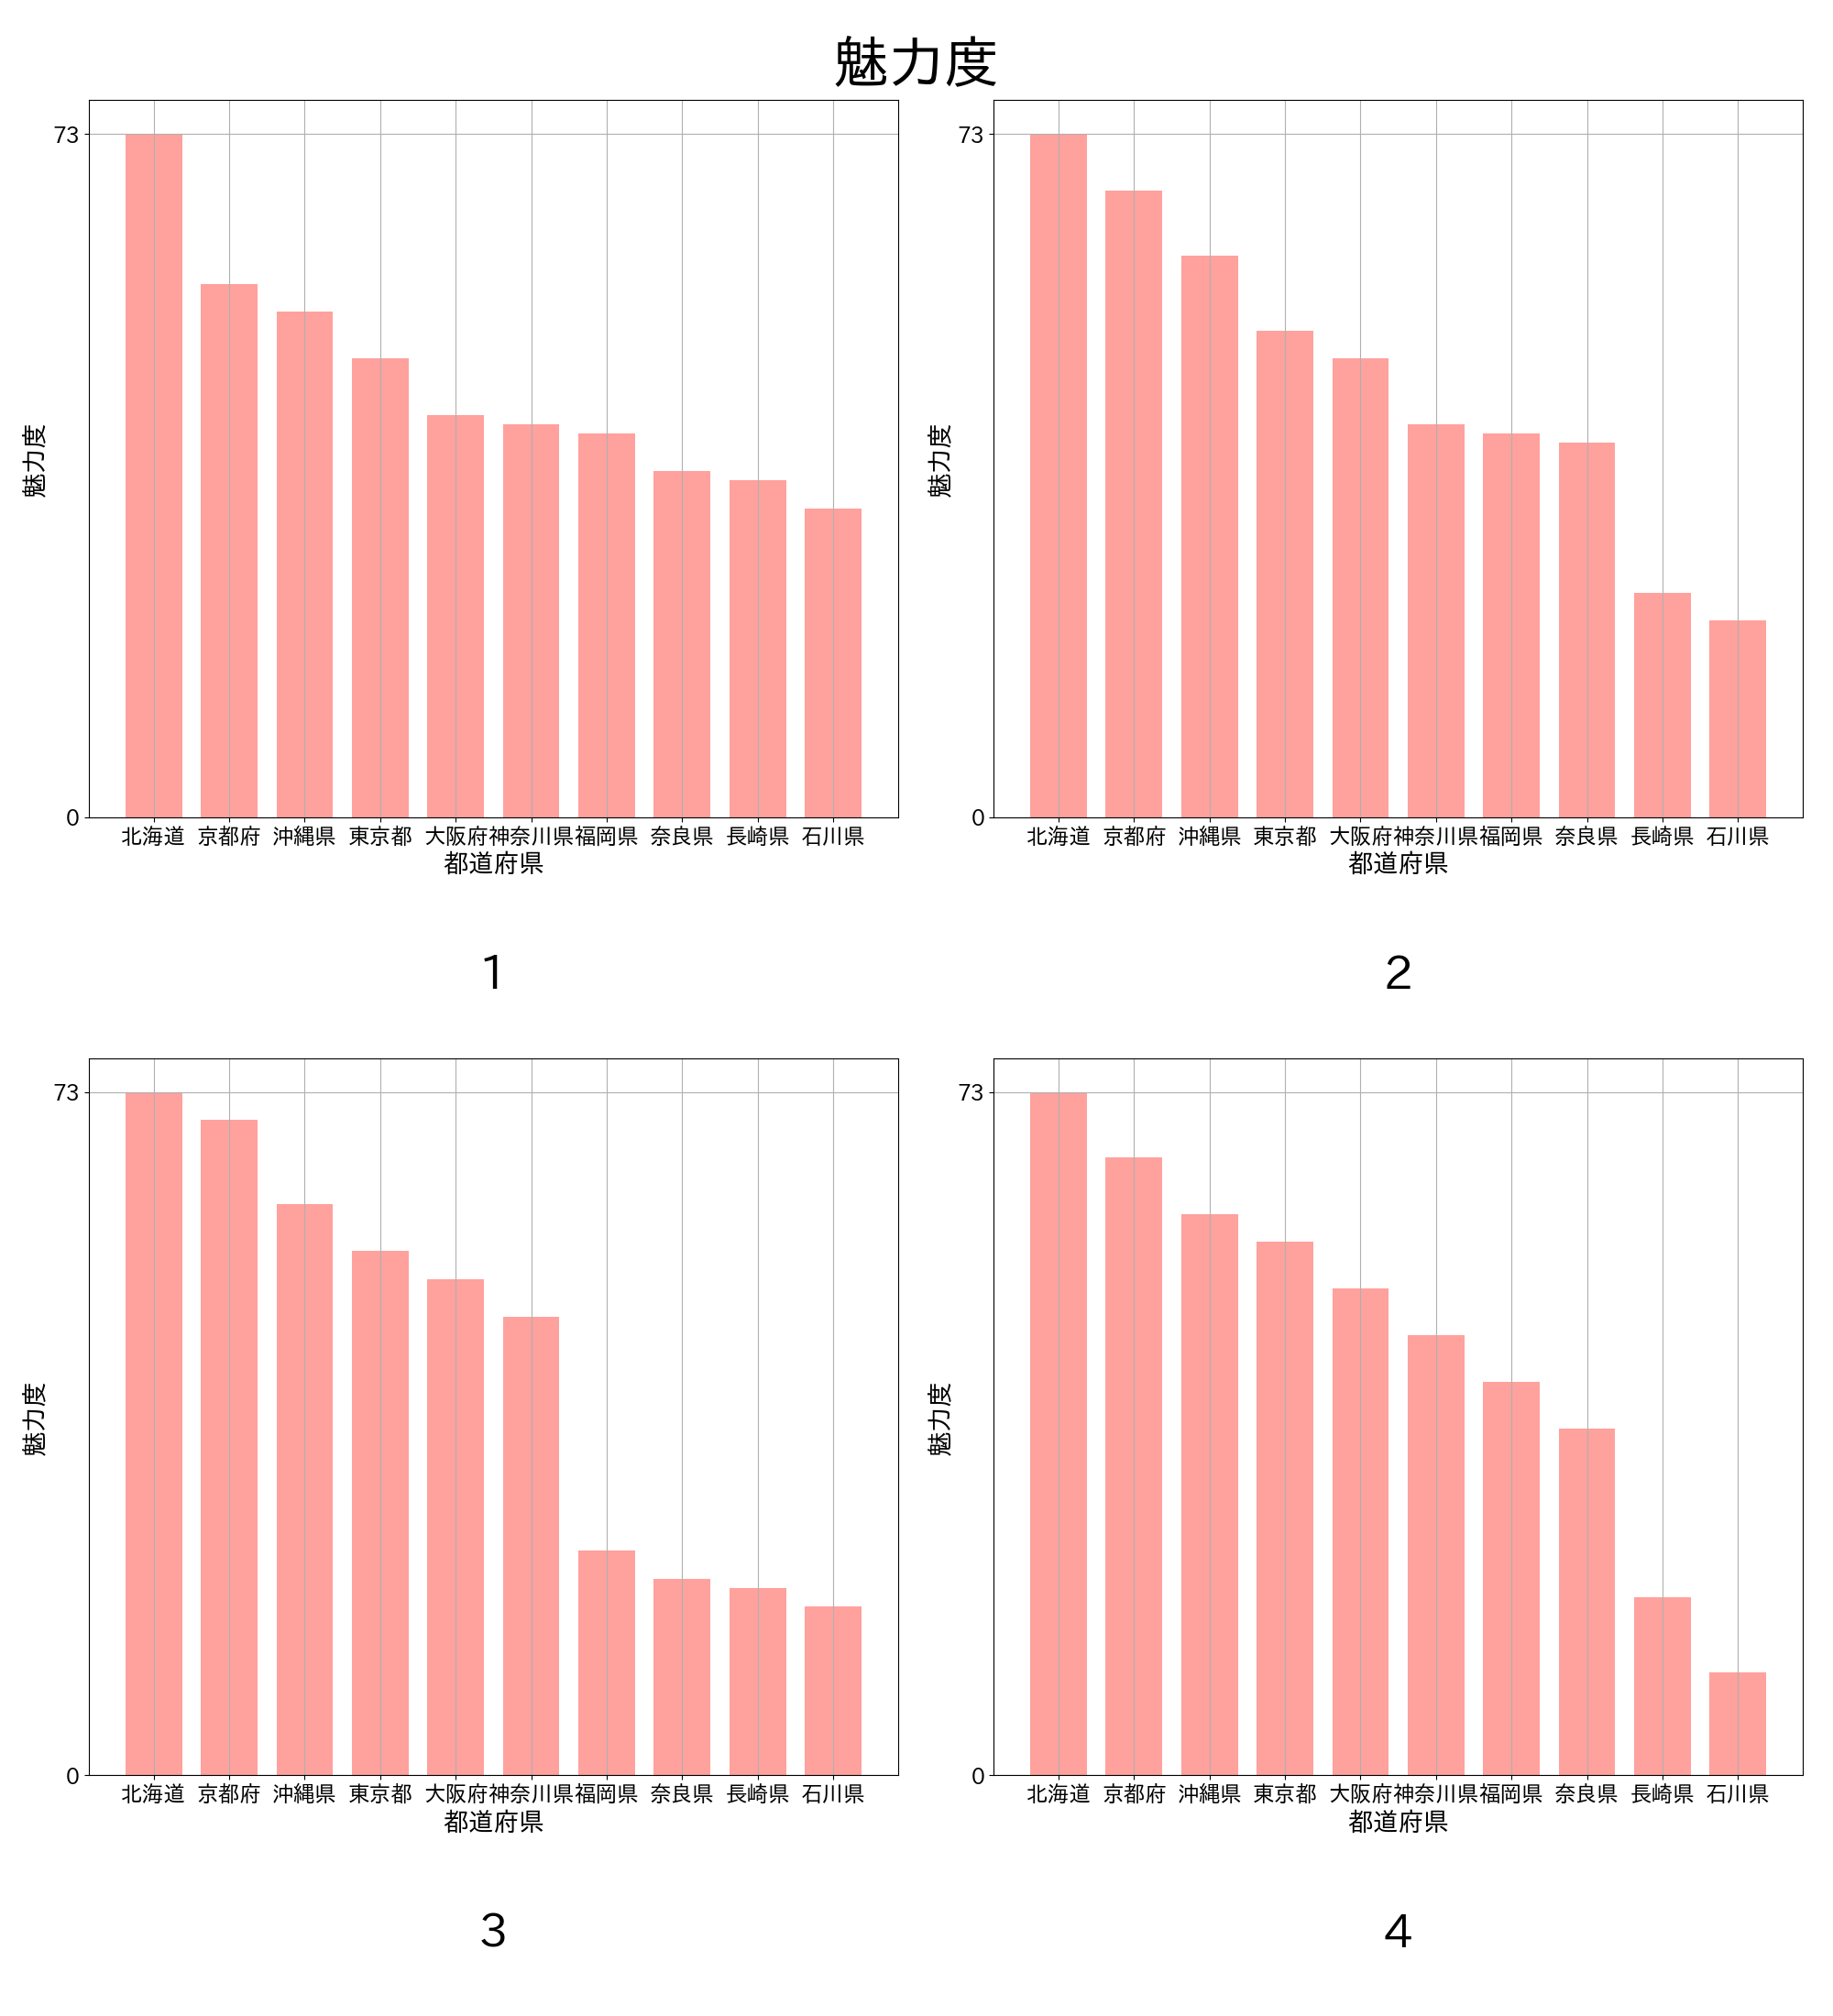 魅力度
73
0
魅力度
北海道 京都府 沖縄県 東京都 大阪府 神奈川県 福岡県 奈良県 長崎県 石川県
都道府県
1
73
0
魅力度
北海道 京都府 沖縄県 東京都 大阪府 神奈川県 福岡県 奈良県 長崎県 石川県
都道府県
2
73
0
魅力度
北海道 京都府 沖縄県 東京都 大阪府 神奈川県 福岡県 奈良県 長崎県 石川県
都道府県
3
73
0
魅力度
北海道 京都府 沖縄県 東京都 大阪府 神奈川県 福岡県 奈良県 長崎県 石川県
都道府県
4